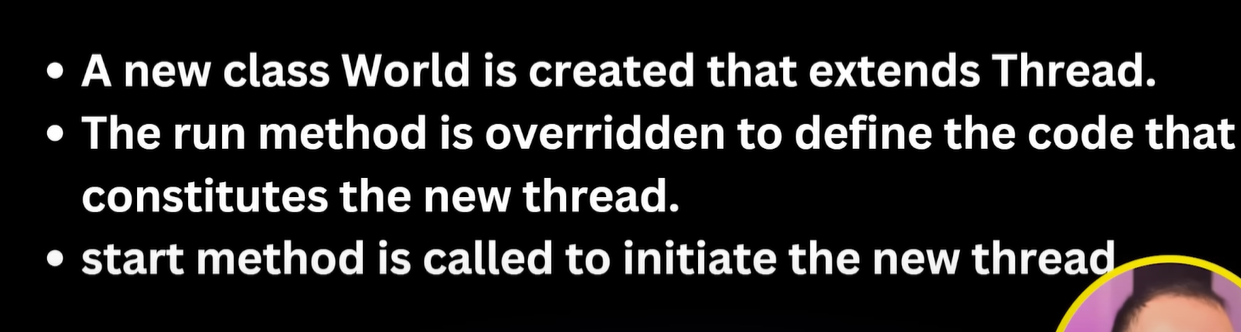 • A new class World is created that extends Thread.
• The run method is overridden to define the code that
constitutes the new thread.
• start method is called to initiate the new thread